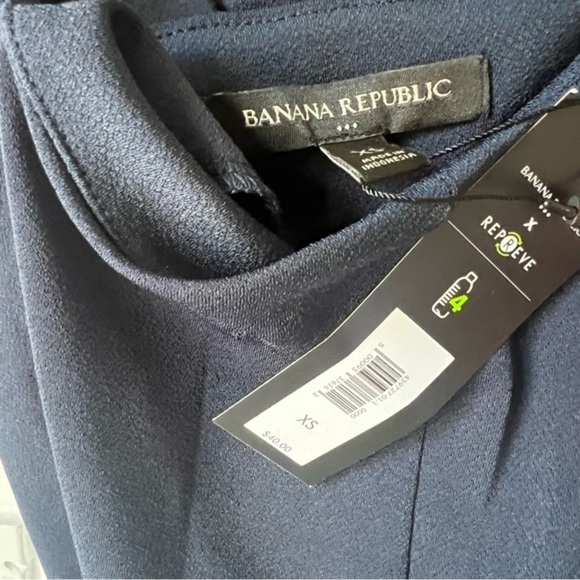 BANANA REPUBLIC
XS
MADE IN
INDONESIA
BANANA
X
REPREVE
4
XS
$40.00